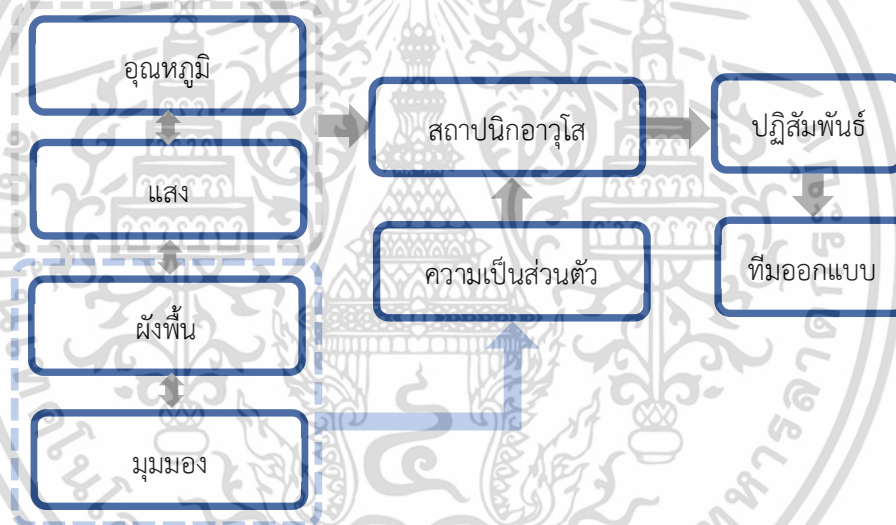 อุณหภูมิ
แสง
ผังพื้น
มุมมอง
สถาปนิกอาวุโส
ความเป็นส่วนตัว
ปฏิสัมพันธ์
ทีมออกแบบ